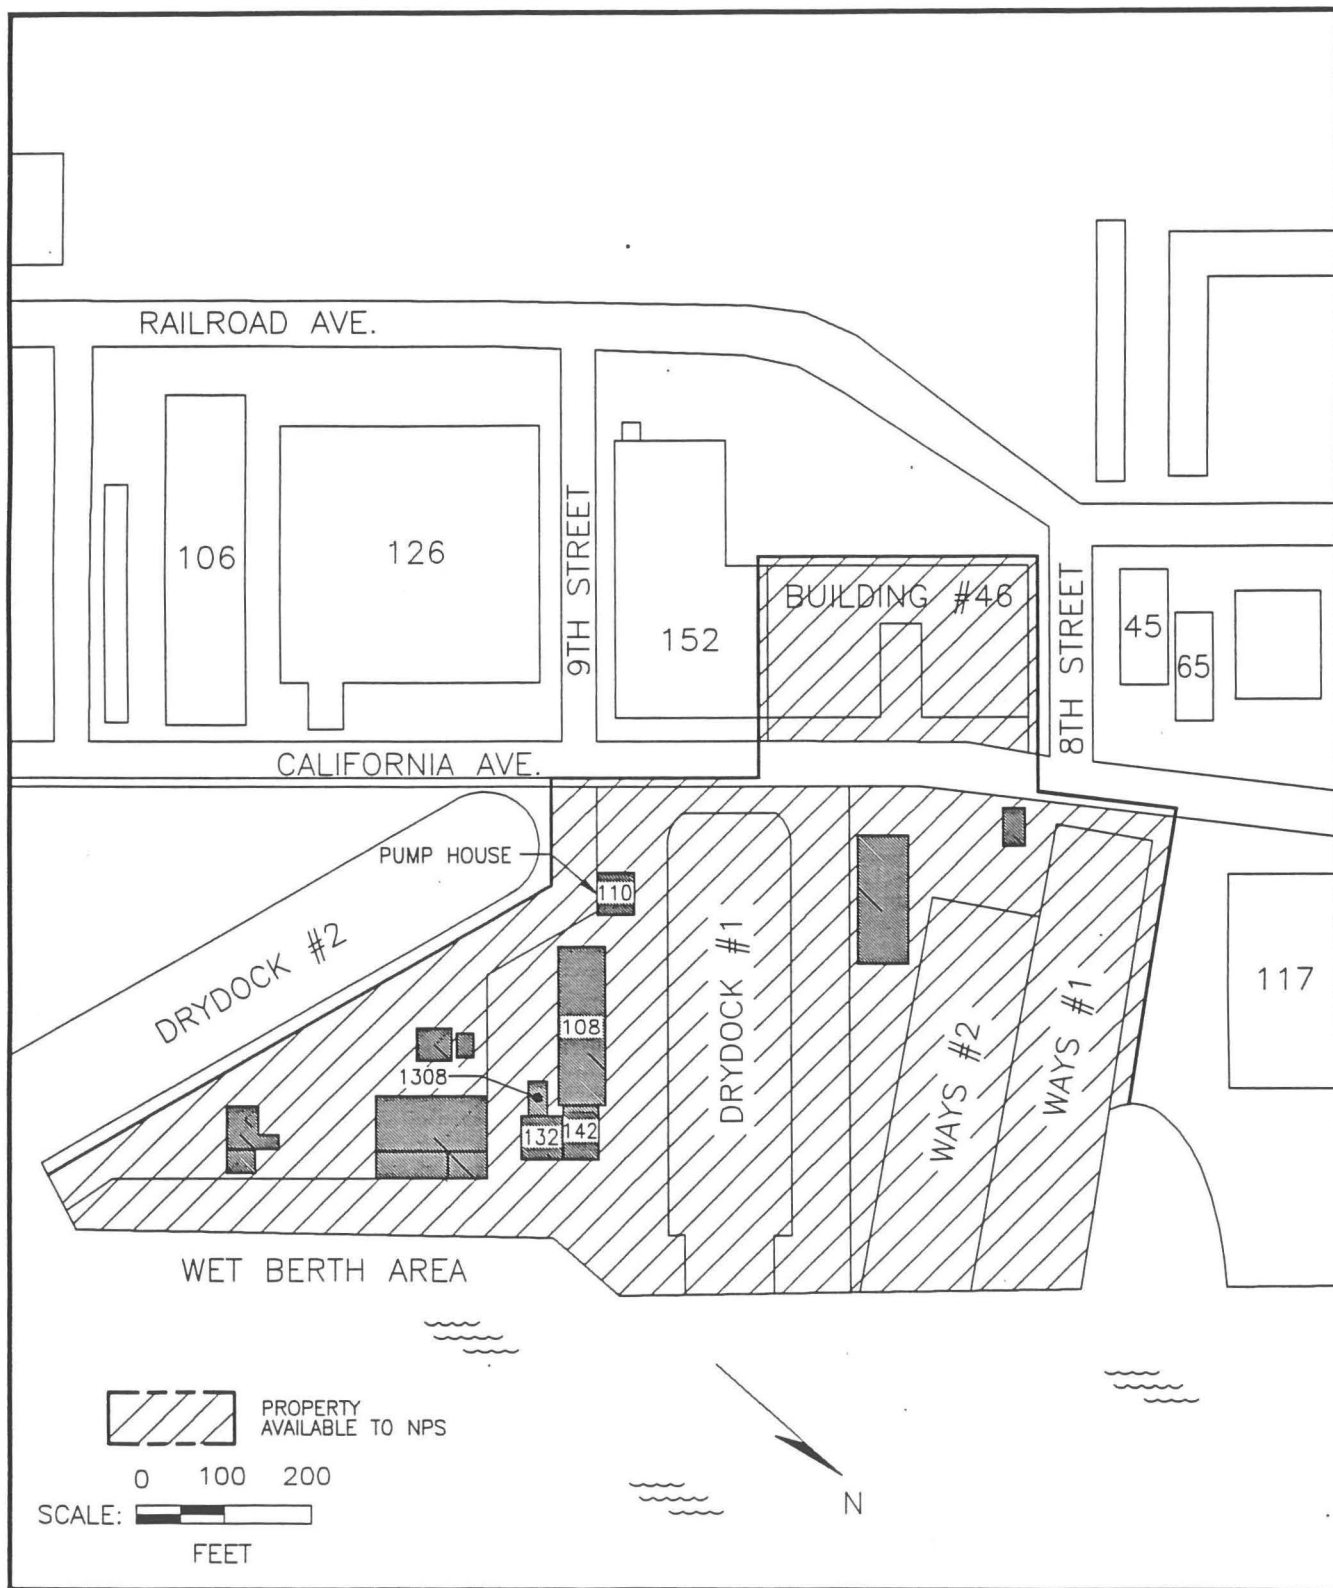 RAILROAD AVE.
106
126
9TH STREET
152
BUILDING #46
8TH STREET
45
65
CALIFORNIA AVE.
PUMP HOUSE
110
DRYDOCK #2
DRYDOCK #1
108
1308
132
142
WAYS #2
WAYS #1
117
WET BERTH AREA
PROPERTY
AVAILABLE TO NPS
0 100 200
SCALE:
FEET
N